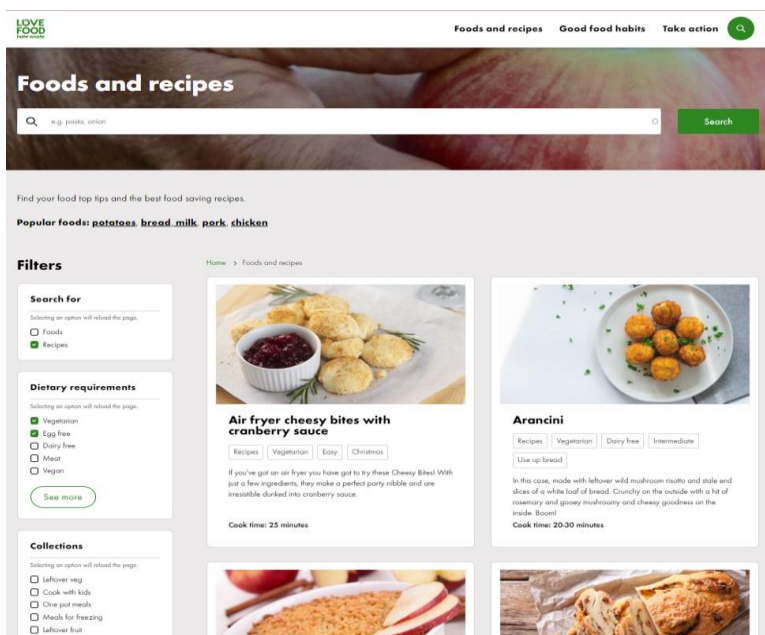 LOVE
FOOD
hate waste
Foods and recipes Good food habits Take action
Foods and recipes
e.g. pasta, onion
Search
Find your food top tips and the best food saving recipes.
Popular foods: potatoes, bread, milk, pork, chicken
Filters
Search for
Selecting an option will reload the page.
Foods
Recipes
Dietary requirements
Selecting an option will reload the page.
Vegetarian
Egg free
Dairy free
Meat
Vegan
See more
Collections
Selecting an option will reload the page.
Leftover veg
Cook with kids
One pot meals
Meals for freezing
Leftover fruit
Home > Foods and recipes
Air fryer cheesy bites with
cranberry sauce
Recipes Vegetarian Easy Christmas
If you've got an air fryer you have got to try these Cheesy Bites! With
just a few ingredients, they make a perfect party nibble and are
irresistible dunked into cranberry sauce.
Cook time: 25 minutes
Arancini
Recipes Vegetarian Dairy free Intermediate
Use up bread
In this case, made with leftover wild mushroom risotto and stale end
slices of a white loaf of bread. Crunchy on the outside with a hit of
rosemary and gooey mushroomy and cheesy goodness on the
inside. Boom!
Cook time: 20-30 minutes